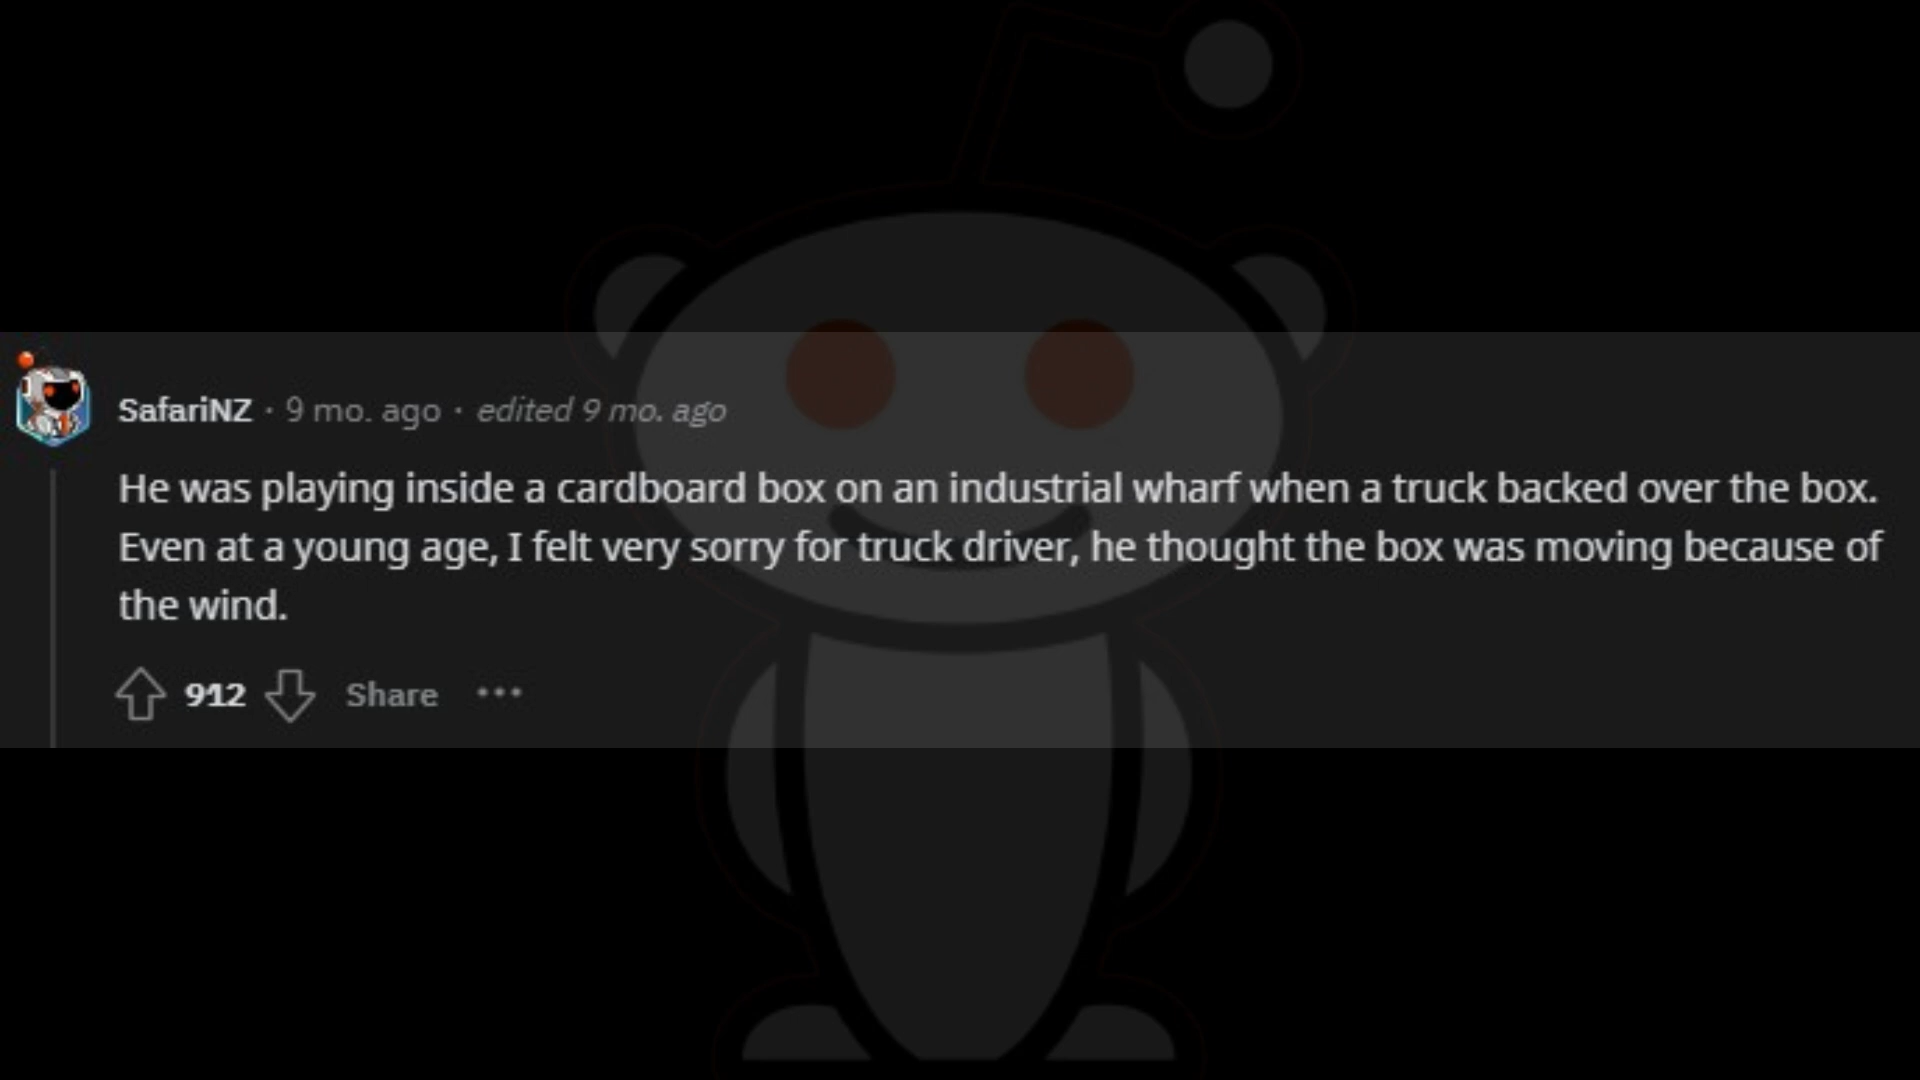 SafariNZ · 9 mo. ago · edited 9 mo. ago
He was playing inside a cardboard box on an industrial wharf when a truck backed over the box.
Even at a young age, I felt very sorry for truck driver, he thought the box was moving because of
the wind.
912 Share ···